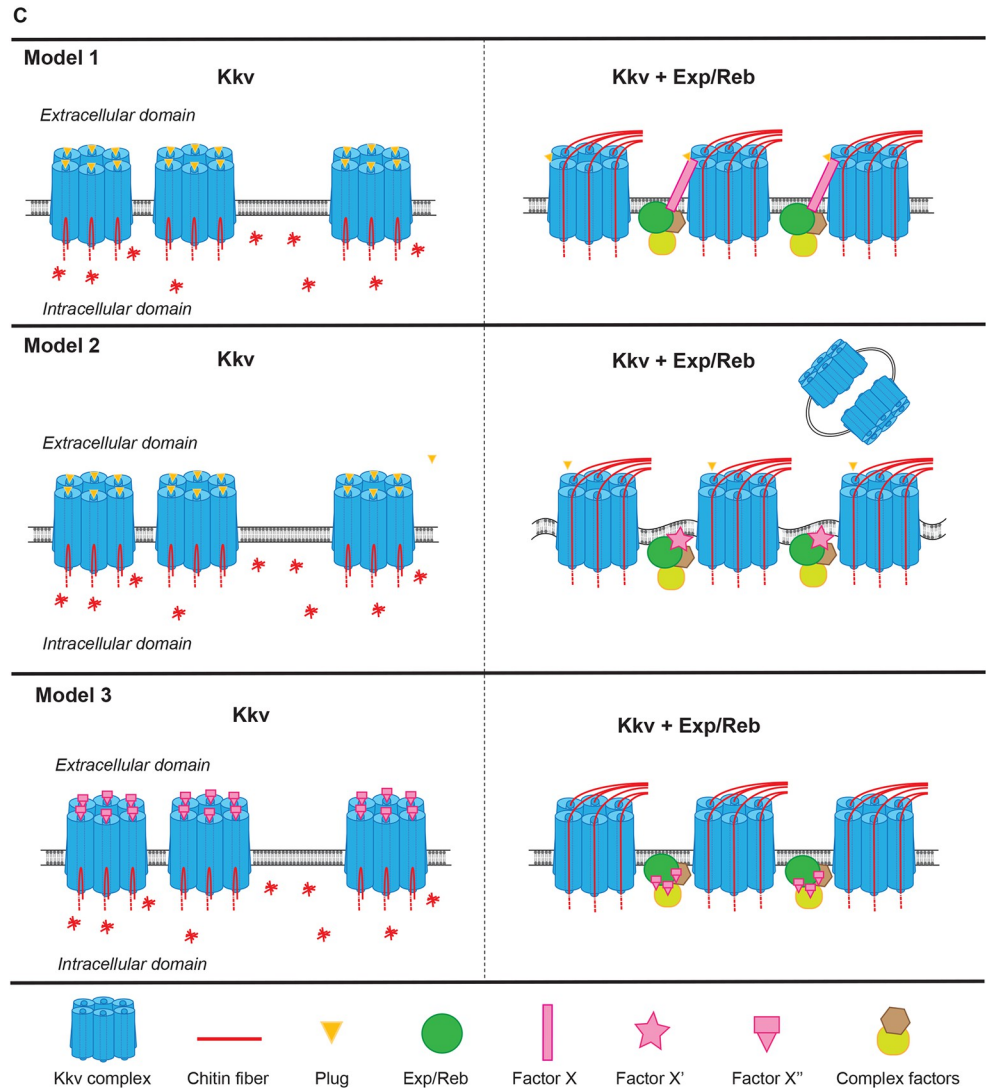 C
Model 1
Kkv
Kkv + Exp/Reb
Extracellular domain
Intracellular domain
Model 2
Kkv
Kkv + Exp/Reb
Extracellular domain
Intracellular domain
Model 3
Kkv
Kkv + Exp/Reb
Extracellular domain
Intracellular domain
Kkv complex
Chitin fiber
Plug
Exp/Reb
Factor X
Factor X'
Factor X''
Complex factors